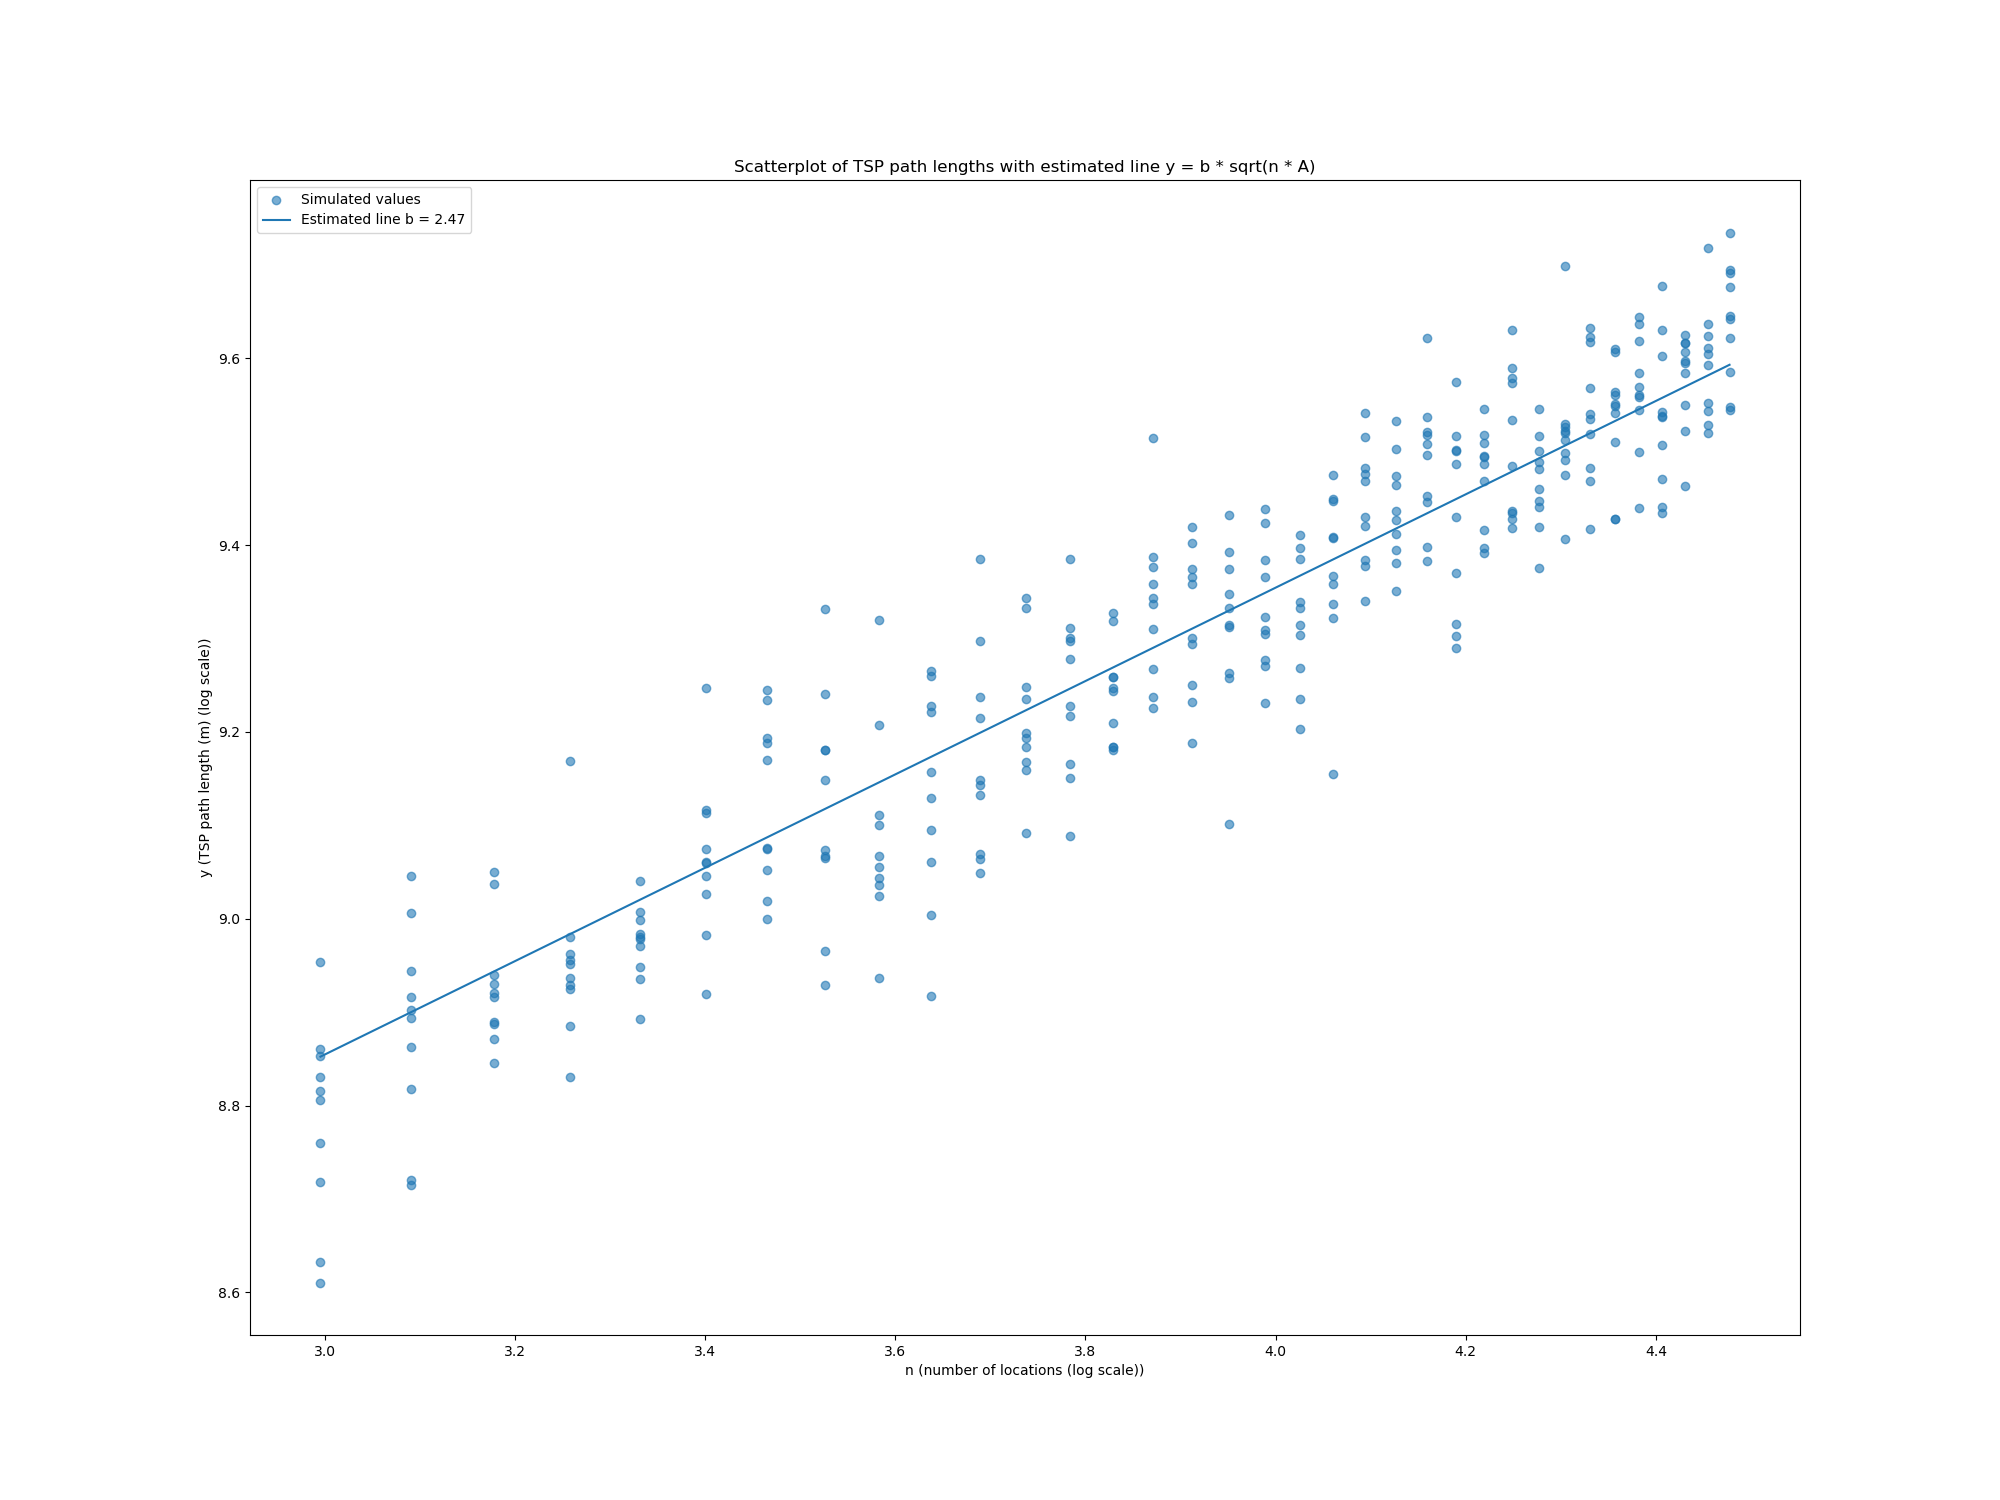 Scatterplot of TSP path lengths with estimated line y = b * sqrt(n * A)
Simulated values
Estimated line b = 2.47
y (TSP path length (m) (log scale))
9.6
9.4
9.2
9.0
8.8
8.6
3.0 3.2 3.4 3.6 3.8 4.0 4.2 4.4
n (number of locations (log scale))